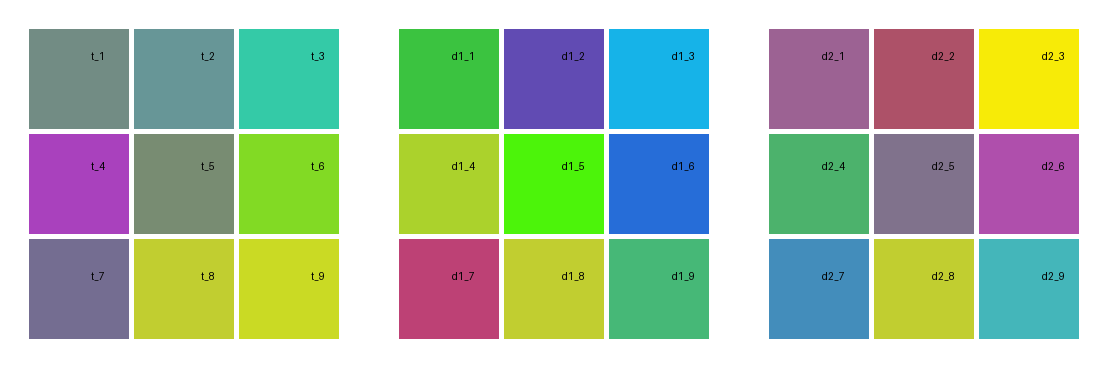 t_1 t_2 t_3 d1_1 d1_2 d1_3 d2_1 d2_2 d2_3
t_4 t_5 t_6 d1_4 d1_5 d1_6 d2_4 d2_5 d2_6
t_7 t_8 t_9 d1_7 d1_8 d1_9 d2_7 d2_8 d2_9